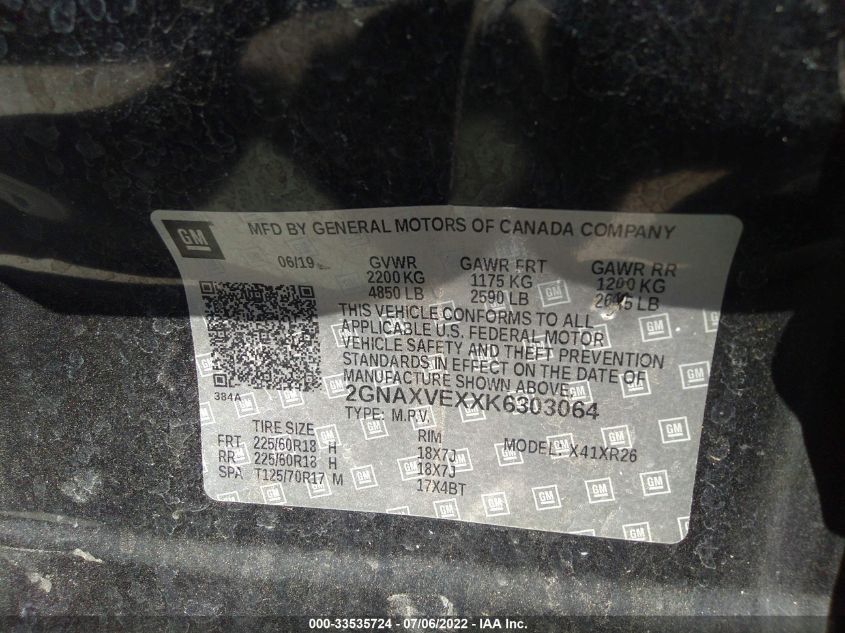 GM
MFD BY GENERAL MOTORS OF CANADA COMPANY
06/19 GVWR GAWR FRT GAWR RR
2200 KG 1175 KG KG
4850 LB 2590 LB LB
THIS VEHICLE CONFORMS TO ALL
APPLICABLE U.S. FEDERAL MOTOR
VEHICLE SAFETY AND THEFT PREVENTION
STANDARDS IN EFFECT ON THE DATE OF
MANUFACTURE SHOWN ABOVE.
384A
2GNAXVEXXK6303064
TYPE: M.P.V.
TIRE SIZE RIM MODEL: X41XR26
FRT 225/60R18 H 18X7J
RR 225/60R18 H 18X7J
SPA T125/70R17 M 17X4BT
000-33535724 - 07/06/2022 - IAA Inc.